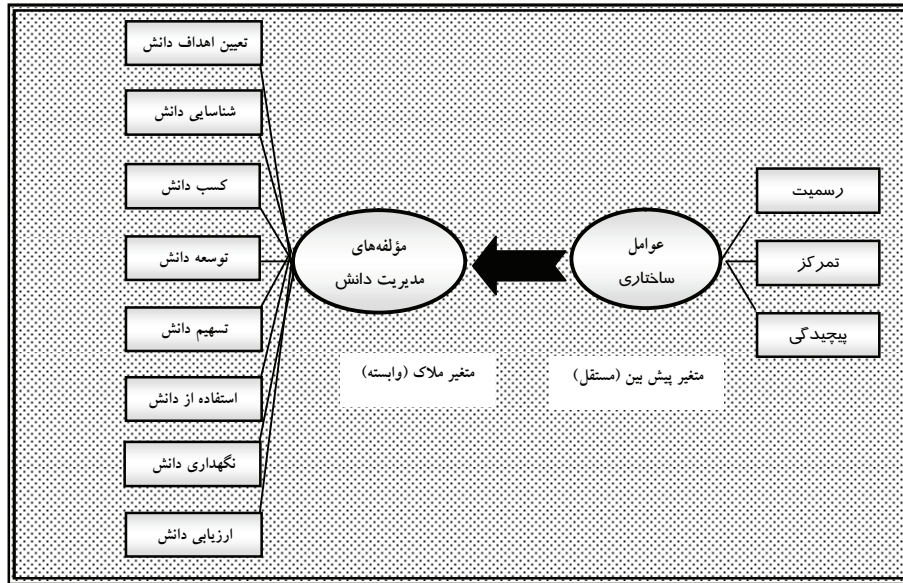 رسمیت
تمرکز
پیچیدگی
عوامل
ساختاری
متغیر پیش بین (مستقل)
مؤلفه‌های
مدیریت دانش
متغیر ملاک (وابسته)
تعیین اهداف دانش
شناسایی دانش
کسب دانش
توسعه دانش
تسهیم دانش
استفاده از دانش
نگهداری دانش
ارزیابی دانش